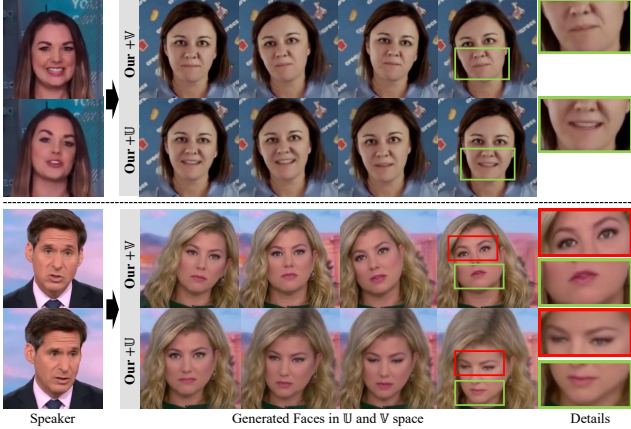 Our +𝕍
Our +𝕌
Our +𝕍
Our +𝕌
Speaker
Generated Faces in 𝕌 and 𝕍 space
Details